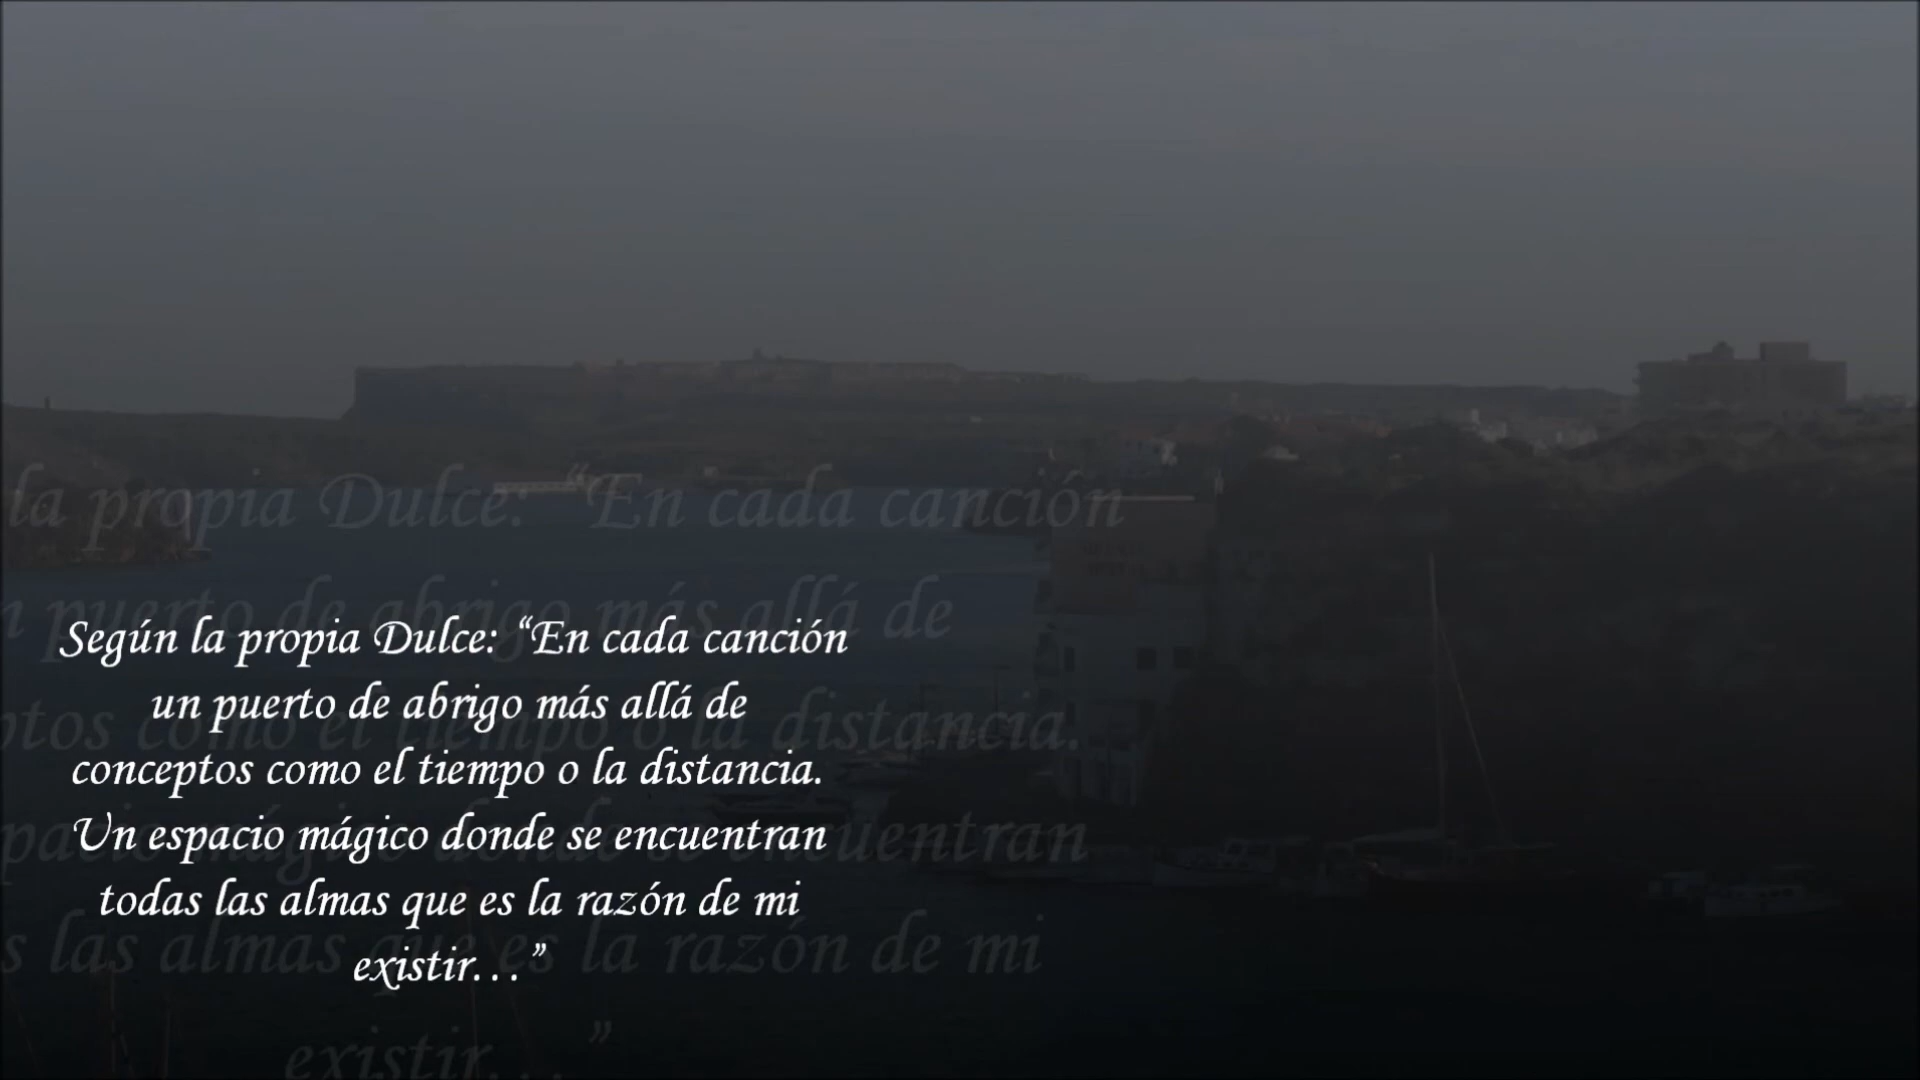 Según la propia Dulce: “En cada canción
un puerto de abrigo más allá de
conceptos como el tiempo o la distancia.
Un espacio mágico donde se encuentran
todas las almas que es la razón de mi
existir…”